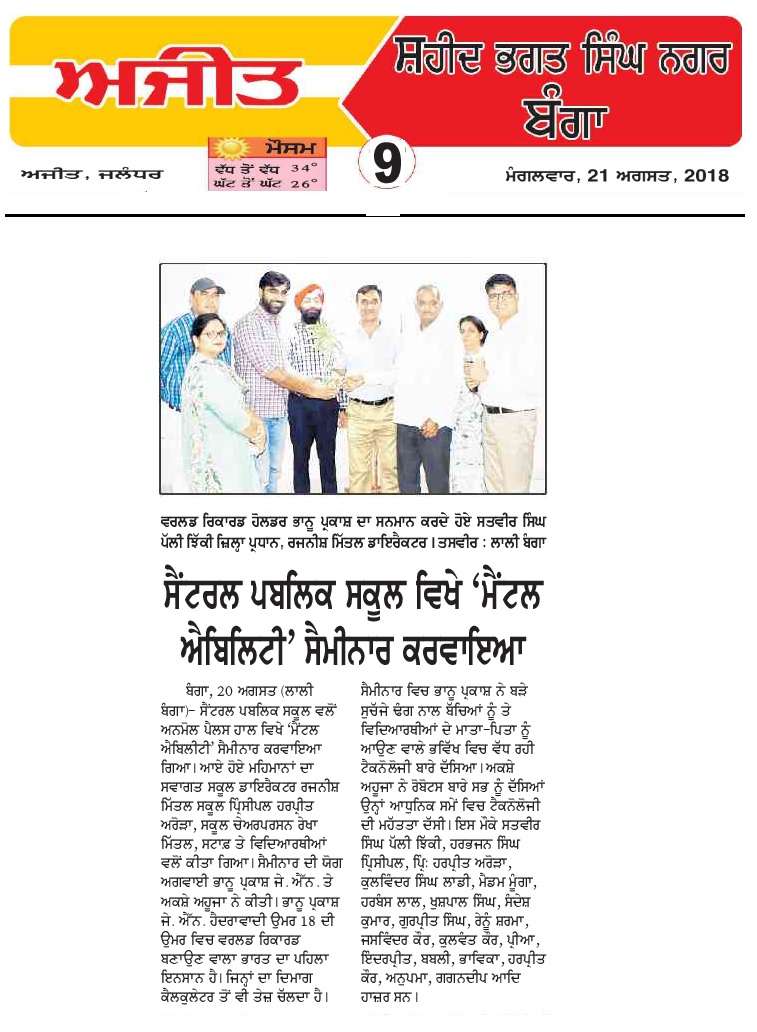 ਅਜੀਤ
ਸ਼ਹੀਦ ਭਗਤ ਸਿੰਘ ਨਗਰ
ਬੰਗਾ
ਅਜੀਤ, ਜਲੰਧਰ
ਮੌਸਮ
ਵੱਧ ਤੋਂ ਵੱਧ 34°
ਘੱਟ ਤੋਂ ਘੱਟ 26°
9
ਮੰਗਲਵਾਰ, 21 ਅਗਸਤ, 2018
ਵਰਲਡ ਰਿਕਾਰਡ ਹੋਲਡਰ ਭਾਨੂ ਪ੍ਰਕਾਸ਼ ਦਾ ਸਨਮਾਨ ਕਰਦੇ ਹੋਏ ਸਤਵੀਰ ਸਿੰਘ
ਪੱਲੀ ਝਿੱਕੀ ਜ਼ਿਲ੍ਹਾ ਪ੍ਰਧਾਨ, ਰਜਨੀਸ਼ ਮਿੱਤਲ ਡਾਇਰੈਕਟਰ। ਤਸਵੀਰ : ਲਾਲੀ ਬੰਗਾ
ਸੈਂਟਰਲ ਪਬਲਿਕ ਸਕੂਲ ਵਿਖੇ ‘ਮੈਂਟਲ
ਐਬਿਲਿਟੀ’ ਸੈਮੀਨਾਰ ਕਰਵਾਇਆ
ਬੰਗਾ, 20 ਅਗਸਤ (ਲਾਲੀ
ਬੰਗਾ)- ਸੈਂਟਰਲ ਪਬਲਿਕ ਸਕੂਲ ਵਲੋਂ
ਅਨਮੋਲ ਪੈਲਸ ਹਾਲ ਵਿਖੇ ‘ਮੈਂਟਲ
ਐਬਿਲੀਟੀ’ ਸੈਮੀਨਾਰ ਕਰਵਾਇਆ
ਗਿਆ। ਆਏ ਹੋਏ ਮਹਿਮਾਨਾਂ ਦਾ
ਸਵਾਗਤ ਸਕੂਲ ਡਾਇਰੈਕਟਰ ਰਜਨੀਸ਼
ਮਿੱਤਲ ਸਕੂਲ ਪ੍ਰਿੰਸੀਪਲ ਹਰਪ੍ਰੀਤ
ਅਰੋੜਾ, ਸਕੂਲ ਚੇਅਰਪਰਸਨ ਰੇਖਾ
ਮਿੱਤਲ, ਸਟਾਫ਼ ਤੇ ਵਿਦਿਆਰਥੀਆਂ
ਵਲੋਂ ਕੀਤਾ ਗਿਆ। ਸੈਮੀਨਾਰ ਦੀ ਯੋਗ
ਅਗਵਾਈ ਭਾਨੂ ਪ੍ਰਕਾਸ਼ ਜੇ. ਐੱਨ. ਤੇ
ਅਕਸ਼ੇ ਅਹੂਜਾ ਨੇ ਕੀਤੀ। ਭਾਨੂ ਪ੍ਰਕਾਸ਼
ਜੇ. ਐੱਨ. ਹੈਦਰਾਵਾਦੀ ਉਮਰ 18 ਦੀ
ਉਮਰ ਵਿਚ ਵਰਲਡ ਰਿਕਾਰਡ
ਬਣਾਉਣ ਵਾਲਾ ਭਾਰਤ ਦਾ ਪਹਿਲਾ
ਇਨਸਾਨ ਹੈ। ਜਿਨ੍ਹਾਂ ਦਾ ਦਿਮਾਗ
ਕੈਲਕੁਲੇਟਰ ਤੋਂ ਵੀ ਤੇਜ਼ ਚੱਲਦਾ ਹੈ।
ਸੈਮੀਨਾਰ ਵਿਚ ਭਾਨੂ ਪ੍ਰਕਾਸ਼ ਨੇ ਬੜੇ
ਸੁਚੱਜੇ ਢੰਗ ਨਾਲ ਬੱਚਿਆਂ ਨੂੰ ਤੇ
ਵਿਦਿਆਰਥੀਆਂ ਦੇ ਮਾਤਾ-ਪਿਤਾ ਨੂੰ
ਆਉਣ ਵਾਲੇ ਭਵਿੱਖ ਵਿਚ ਵੱਧ ਰਹੀ
ਟੈਕਨੋਲੋਜੀ ਬਾਰੇ ਦੱਸਿਆ। ਅਕਸ਼ੇ
ਅਹੂਜਾ ਨੇ ਰੋਬੋਟਸ ਬਾਰੇ ਸਭ ਨੂੰ ਦੱਸਿਆਂ
ਉਨ੍ਹਾਂ ਆਧੁਨਿਕ ਸਮੇਂ ਵਿਚ ਟੈਕਨੋਲੋਜੀ
ਦੀ ਮਹੱਤਤਾ ਦੱਸੀ। ਇਸ ਮੌਕੇ ਸਤਵੀਰ
ਸਿੰਘ ਪੱਲੀ ਝਿੱਕੀ, ਹਰਭਜਨ ਸਿੰਘ
ਪ੍ਰਿਸੀਪਲ, ਪ੍ਰਿ: ਹਰਪ੍ਰੀਤ ਅਰੋੜਾ,
ਕੁਲਵਿੰਦਰ ਸਿੰਘ ਲਾਡੀ, ਮੈਡਮ ਮੂੰਗਾ,
ਹਰਬੰਸ ਲਾਲ, ਖੁਸ਼ਪਾਲ ਸਿੰਘ, ਸੰਦੇਸ਼
ਕੁਮਾਰ, ਗੁਰਪ੍ਰੀਤ ਸਿੰਘ, ਰੇਨੂੰ ਸ਼ਰਮਾ,
ਜਸਵਿੰਦਰ ਕੌਰ, ਕੁਲਵੰਤ ਕੌਰ, ਪ੍ਰੀਆ,
ਇੰਦਰਪ੍ਰੀਤ, ਬਬਲੀ, ਭਾਵਿਕਾ, ਹਰਪ੍ਰੀਤ
ਕੌਰ, ਅਨੁਪਮਾ, ਗਗਨਦੀਪ ਆਦਿ
ਹਾਜ਼ਰ ਸਨ।